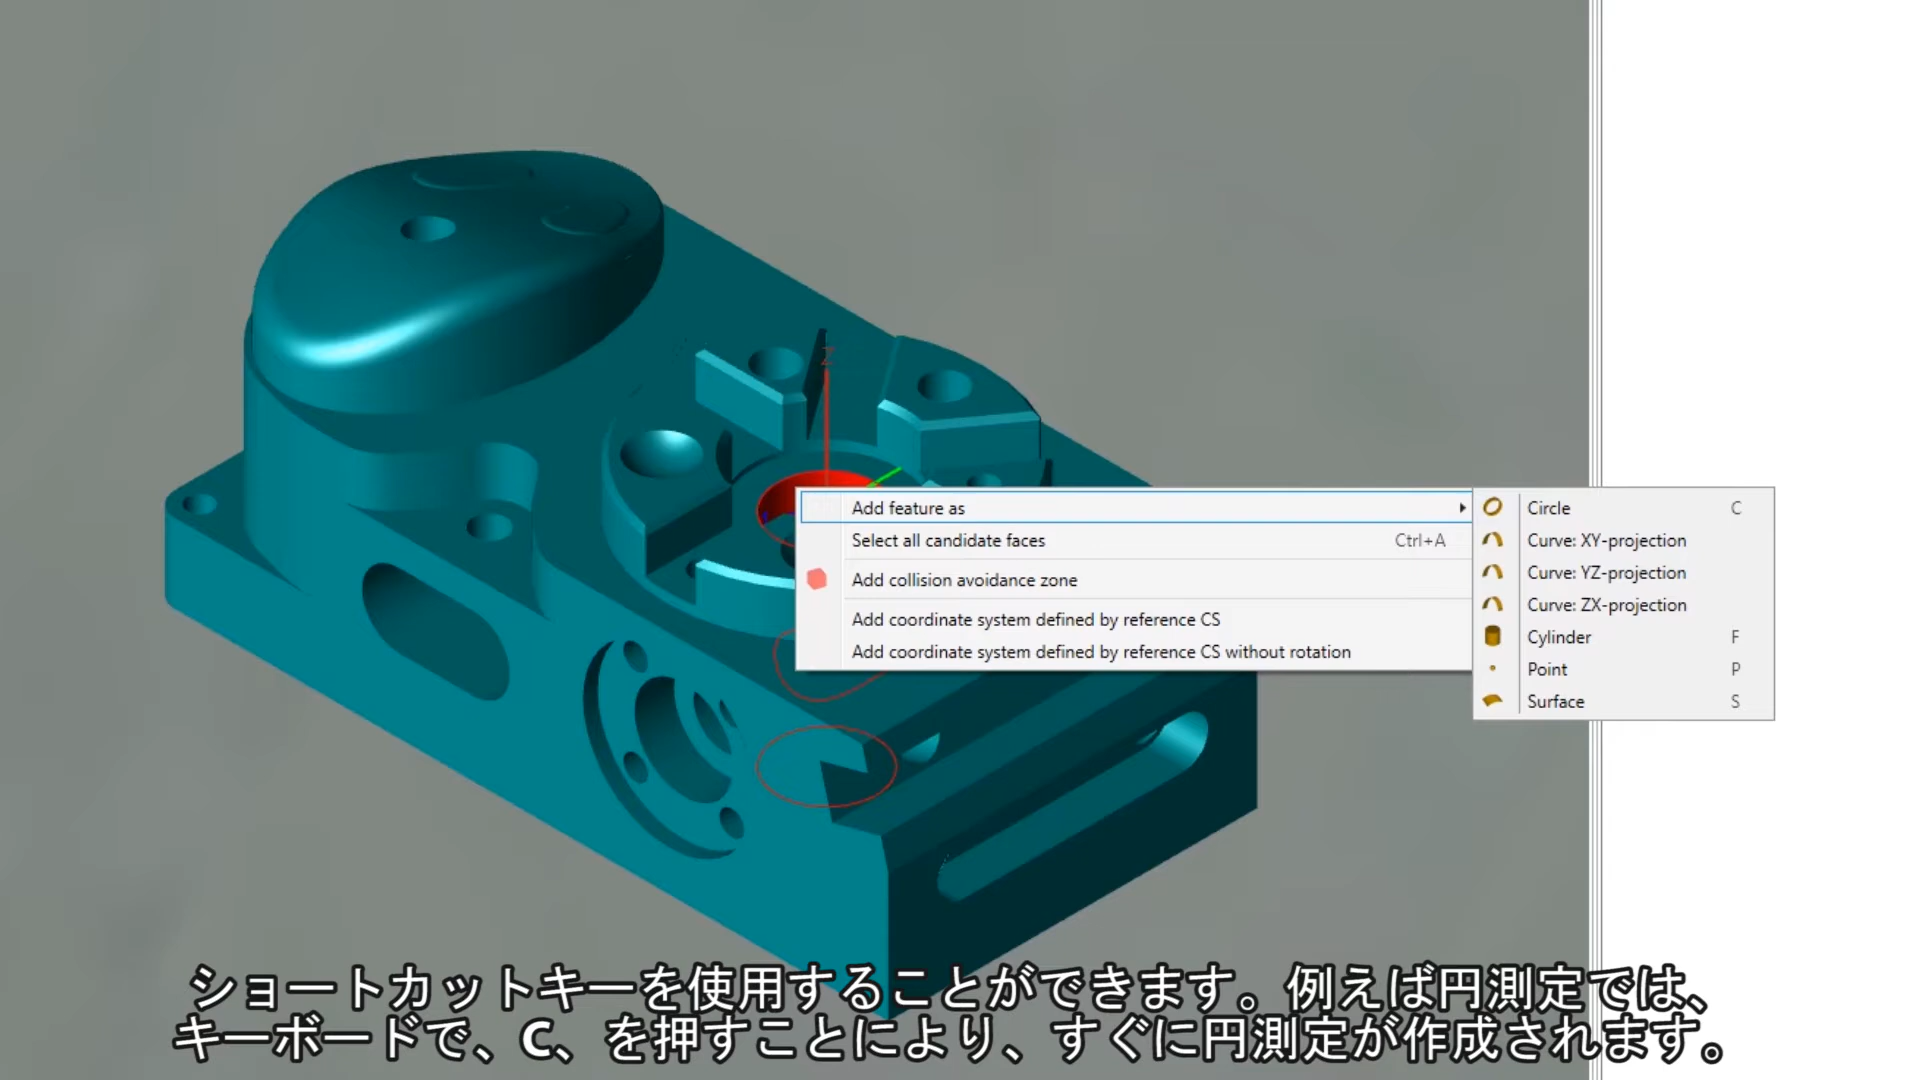 Z
Add feature as
Select all candidate faces Ctrl+A
Add collision avoidance zone
Add coordinate system defined by reference CS
Add coordinate system defined by reference CS without rotation
Circle C
Curve: XY-projection
Curve: YZ-projection
Curve: ZX-projection
Cylinder F
Point P
Surface S
ショートカットキーを使用することができます。例えば円測定では、
キーボードで、C、を押すことにより、すぐに円測定が作成されます。